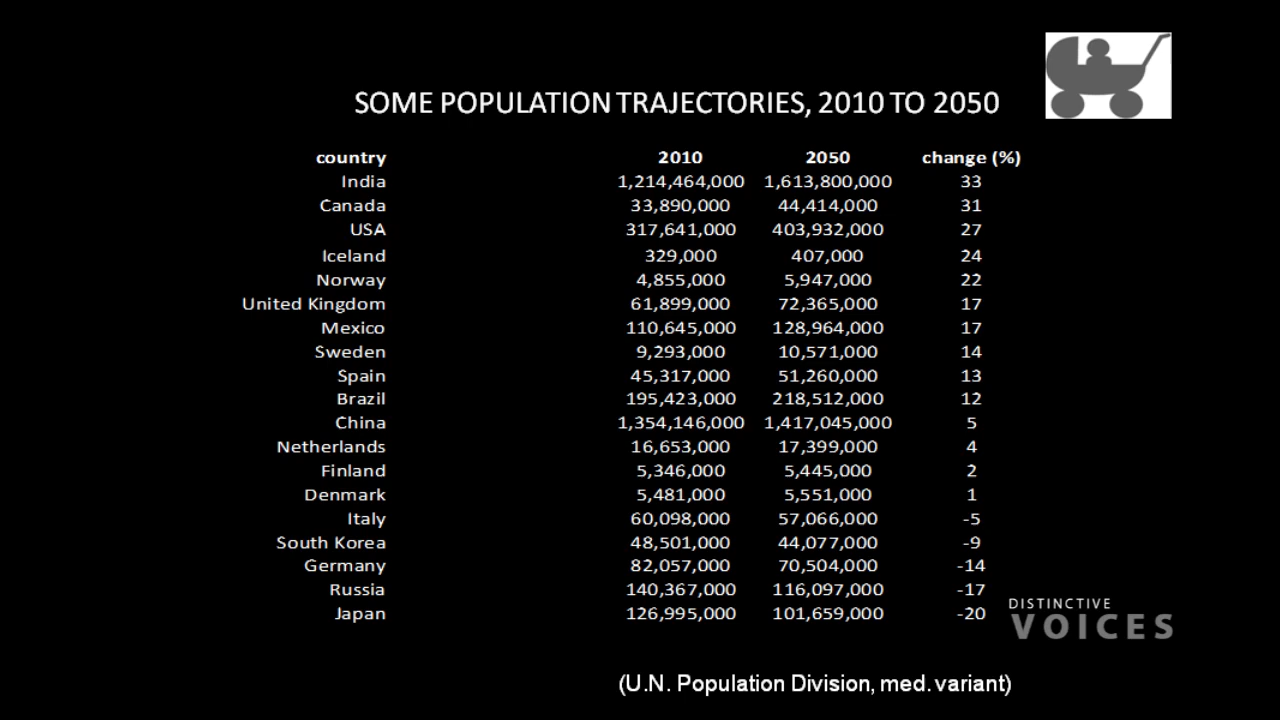 SOME POPULATION TRAJECTORIES, 2010 TO 2050
country 2010 2050 change (%)
India 1,214,464,000 1,613,800,000 33
Canada 33,890,000 44,414,000 31
USA 317,641,000 403,932,000 27
Iceland 329,000 407,000 24
Norway 4,855,000 5,947,000 22
United Kingdom 61,899,000 72,365,000 17
Mexico 110,645,000 128,964,000 17
Sweden 9,293,000 10,571,000 14
Spain 45,317,000 51,260,000 13
Brazil 195,423,000 218,512,000 12
China 1,354,146,000 1,417,045,000 5
Netherlands 16,653,000 17,399,000 4
Finland 5,346,000 5,445,000 2
Denmark 5,481,000 5,551,000 1
Italy 60,098,000 57,066,000 -5
South Korea 48,501,000 44,077,000 -9
Germany 82,057,000 70,504,000 -14
Russia 140,367,000 116,097,000 -17
Japan 126,995,000 101,659,000 -20
DISTINCTIVE
VOICES
(U.N. Population Division, med. variant)